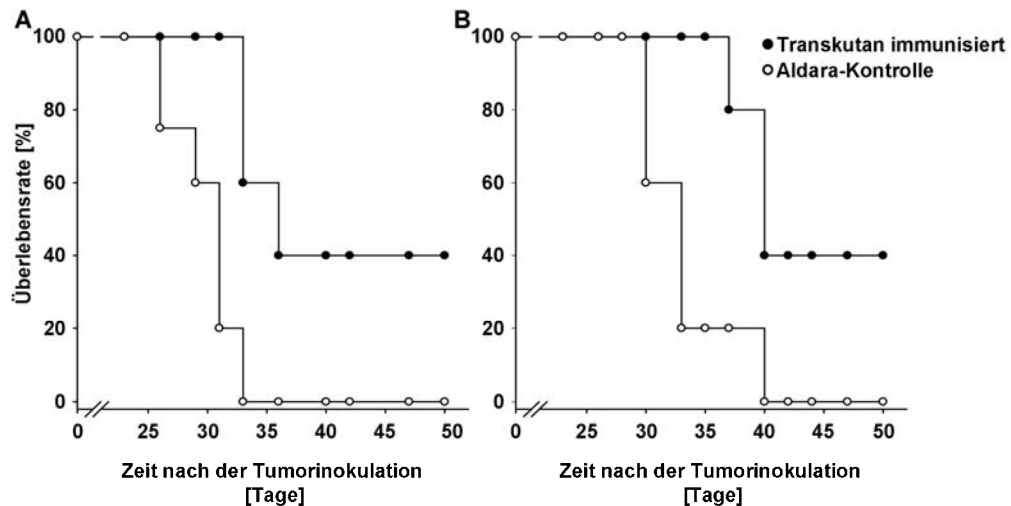 A
B
100
80
60
40
20
0
Überlebensrate [%]
0 25 30 35 40 45 50
Zeit nach der Tumorinokulation
[Tage]
Transkutan immunisiert
Aldara-Kontrolle
100
80
60
40
20
0
0 25 30 35 40 45 50
Zeit nach der Tumorinokulation
[Tage]